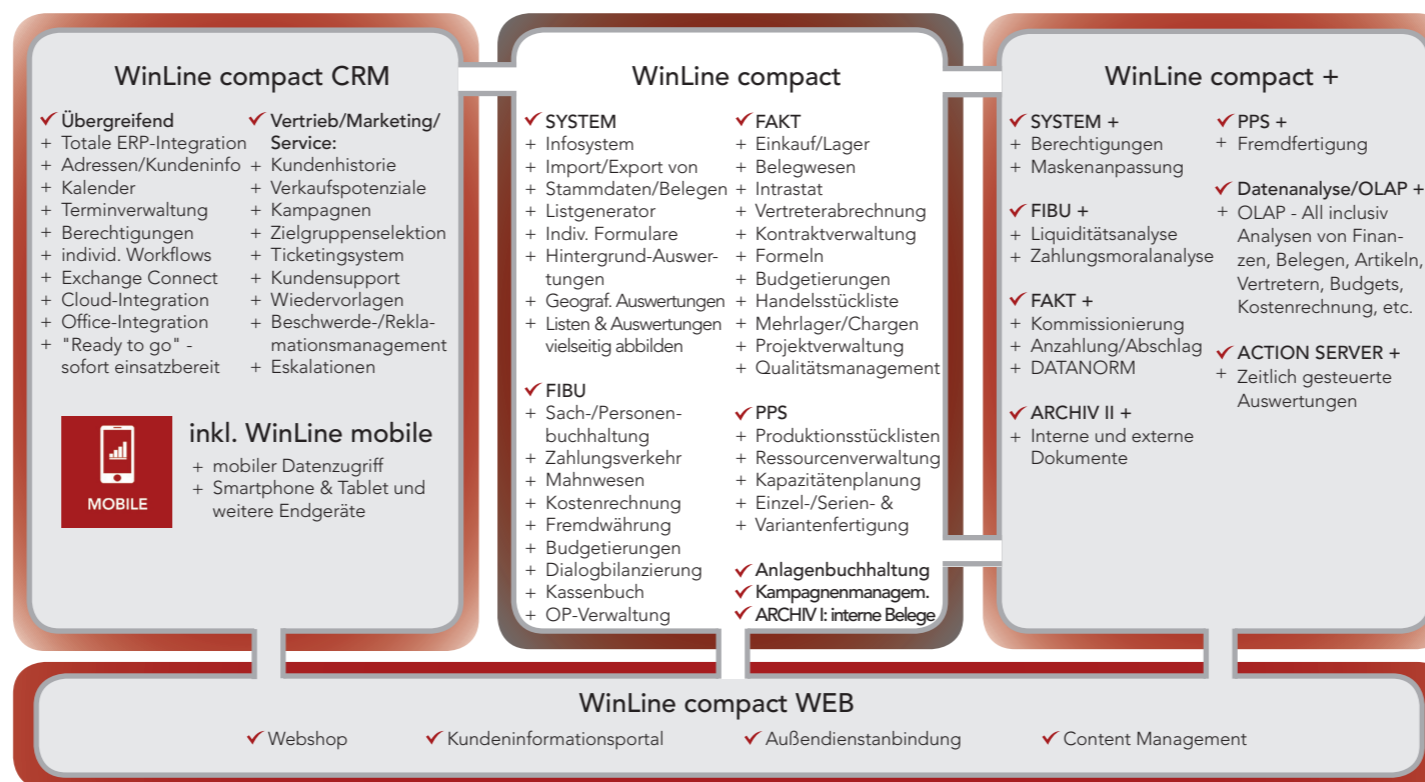 WinLine compact CRM
✓ Übergreifend
+ Totale ERP-Integration
+ Adressen/Kundeninfo
+ Kalender
+ Terminverwaltung
+ Berechtigungen
+ individ. Workflows
+ Exchange Connect
+ Cloud-Integration
+ Office-Integration
+ "Ready to go" -
sofort einsatzbereit
✓ Vertrieb/Marketing/
Service:
+ Kundenhistorie
+ Verkaufspotenziale
+ Kampagnen
+ Zielgruppenselektion
+ Ticketingsystem
+ Kundensupport
+ Wiedervorlagen
+ Beschwerde-/Rekla-
mationsmanagement
+ Eskalationen
MOBILE
inkl. WinLine mobile
+ mobiler Datenzugriff
+ Smartphone & Tablet und
weitere Endgeräte
WinLine compact
✓ SYSTEM
+ Infosystem
+ Import/Export von
+ Stammdaten/Belegen
+ Listgenerator
+ Indiv. Formulare
+ Hintergrund-Auswer-
tungen
+ Geograf. Auswertungen
+ Listen & Auswertungen
vielseitig abbilden
✓ FIBU
+ Sach-/Personen-
buchhaltung
+ Zahlungsverkehr
+ Mahnwesen
+ Kostenrechnung
+ Fremdwährung
+ Budgetierungen
+ Dialogbilanzierung
+ Kassenbuch
+ OP-Verwaltung
✓ FAKT
+ Einkauf/Lager
+ Belegwesen
+ Intrastat
+ Vertreterabrechnung
+ Kontraktverwaltung
+ Formeln
+ Budgetierungen
+ Handelsstückliste
+ Mehrlager/Chargen
+ Projektverwaltung
+ Qualitätsmanagement
✓ PPS
+ Produktionsstücklisten
+ Ressourcenverwaltung
+ Kapazitätenplanung
+ Einzel-/Serien- &
+ Variantenfertigung
✓ Anlagenbuchhaltung
✓ Kampagnenmanagem.
✓ ARCHIV I: interne Belege
WinLine compact +
✓ SYSTEM +
+ Berechtigungen
+ Maskenanpassung
✓ FIBU +
+ Liquiditätsanalyse
+ Zahlungsmoralanalyse
✓ FAKT +
+ Kommissionierung
+ Anzahlung/Abschlag
+ DATANORM
✓ ARCHIV II +
+ Interne und externe
Dokumente
✓ PPS +
+ Fremdfertigung
✓ Datenanalyse/OLAP +
+ OLAP - All inclusiv
Analysen von Finan-
zen, Belegen, Artikeln,
Vertretern, Budgets,
Kostenrechnung, etc.
✓ ACTION SERVER +
+ Zeitlich gesteuerte
Auswertungen
WinLine compact WEB
✓ Webshop ✓ Kundeninformationsportal ✓ Außendienstanbindung ✓ Content Management